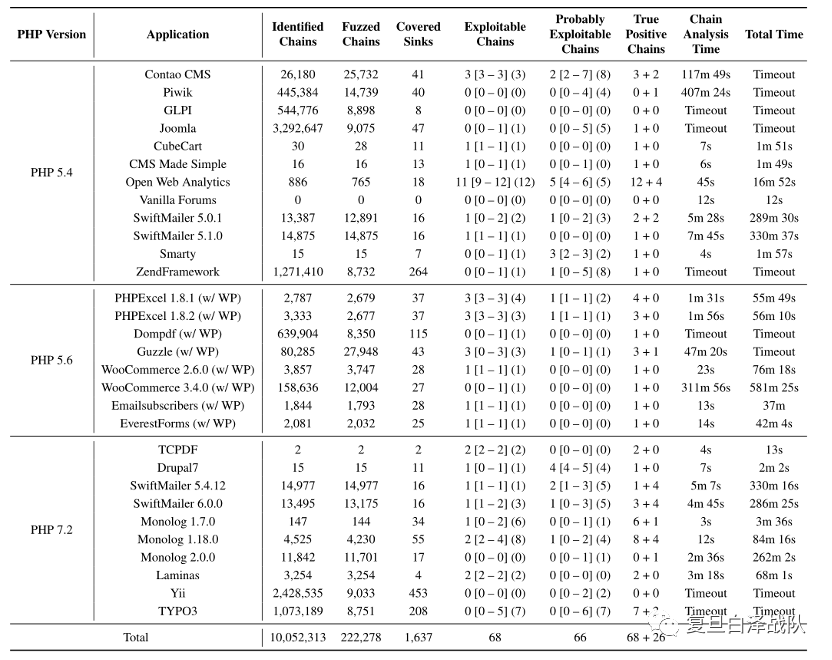 PHP Version Application Identified Chains Fuzzed Chains Covered Sinks Exploitable Chains Probably Exploitable Chains True Positive Chains Chain Analysis Time Total Time
PHP 5.4
Contao CMS 26,180 25,732 41 3 [3 – 3] (3) 2 [2 – 7] (8) 3 + 2 117m 49s Timeout
Piwik 445,384 14,739 40 0 [0 – 0] (0) 0 [0 – 4] (4) 0 + 1 407m 24s Timeout
GLPI 544,776 8,898 8 0 [0 – 0] (0) 0 [0 – 0] (0) 0 + 0 Timeout Timeout
Joomla 3,292,647 9,075 47 0 [0 – 1] (1) 0 [0 – 5] (5) 1 + 0 Timeout Timeout
CubeCart 30 28 11 1 [1 – 1] (1) 0 [0 – 0] (0) 1 + 0 7s 1m 51s
CMS Made Simple 16 16 13 1 [0 – 1] (1) 0 [0 – 0] (0) 1 + 0 6s 1m 49s
Open Web Analytics 886 765 18 11 [9 – 12] (12) 5 [4 – 6] (5) 12 + 4 45s 16m 52s
Vanilla Forums 0 0 0 0 [0 – 0] (0) 0 [0 – 0] (0) 0 + 0 12s 12s
SwiftMailer 5.0.1 13,387 12,891 16 1 [0 – 2] (2) 1 [0 – 2] (3) 2 + 2 5m 28s 289m 30s
SwiftMailer 5.1.0 14,875 14,875 16 1 [1 – 1] (1) 0 [0 – 0] (0) 1 + 0 7m 45s 330m 37s
Smarty 15 15 7 0 [0 – 1] (1) 3 [2 – 3] (2) 1 + 0 4s 1m 57s
ZendFramework 1,271,410 8,732 264 0 [0 – 1] (1) 1 [0 – 5] (8) 1 + 0 Timeout Timeout
PHP 5.6
PHPExcel 1.8.1 (w/ WP) 2,787 2,679 37 3 [3 – 3] (4) 1 [1 – 1] (2) 4 + 0 1m 31s 55m 49s
PHPExcel 1.8.2 (w/ WP) 3,333 2,677 37 3 [3 – 3] (3) 1 [1 – 1] (1) 3 + 0 1m 56s 56m 10s
Dompdf (w/ WP) 639,904 8,350 115 0 [0 – 1] (1) 0 [0 – 0] (0) 1 + 0 Timeout Timeout
Guzzle (w/ WP) 80,285 27,948 43 3 [0 – 3] (3) 1 [0 – 1] (1) 3 + 1 47m 20s Timeout
WooCommerce 2.6.0 (w/ WP) 3,857 3,747 28 1 [1 – 1] (1) 0 [0 – 0] (0) 1 + 0 23s 76m 18s
WooCommerce 3.4.0 (w/ WP) 158,636 12,004 27 0 [0 – 1] (1) 0 [0 – 0] (0) 1 + 0 311m 56s 581m 25s
Emailsubscribers (w/ WP) 1,844 1,793 28 1 [1 – 1] (1) 0 [0 – 0] (0) 1 + 0 13s 37m
EverestForms (w/ WP) 2,081 2,032 25 1 [1 – 1] (1) 0 [0 – 0] (0) 1 + 0 14s 42m 4s
PHP 7.2
TCPDF 2 2 2 2 [2 – 2] (2) 0 [0 – 0] (0) 2 + 0 4s 13s
Drupal7 15 15 11 1 [0 – 1] (1) 4 [4 – 5] (4) 1 + 0 7s 2m 2s
SwiftMailer 5.4.12 14,977 14,977 16 1 [1 – 1] (1) 2 [1 – 3] (5) 1 + 4 5m 7s 330m 16s
SwiftMailer 6.0.0 13,495 13,175 16 1 [1 – 2] (3) 1 [0 – 3] (5) 3 + 4 4m 45s 286m 25s
Monolog 1.7.0 147 144 34 1 [0 – 2] (6) 0 [0 – 1] (1) 6 + 1 3s 3m 36s
Monolog 1.18.0 4,525 4,230 55 2 [2 – 4] (8) 1 [0 – 2] (4) 8 + 4 12s 84m 16s
Monolog 2.0.0 11,842 11,701 17 0 [0 – 0] (0) 0 [0 – 1] (1) 0 + 1 2m 36s 262m 2s
Laminas 3,254 3,254 4 2 [2 – 2] (2) 0 [0 – 0] (0) 2 + 0 3m 18s 68m 1s
Yii 2,428,535 9,033 453 0 [0 – 0] (0) 0 [0 – 2] (2) 0 + 0 Timeout Timeout
TYPO3 1,073,189 8,751 208 0 [0 – 5] (7) 0 [0 – 6] (7) 7 + 2 Timeout Timeout
Total 10,052,313 222,278 1,637 68 66 68 + 26
复旦白泽战队